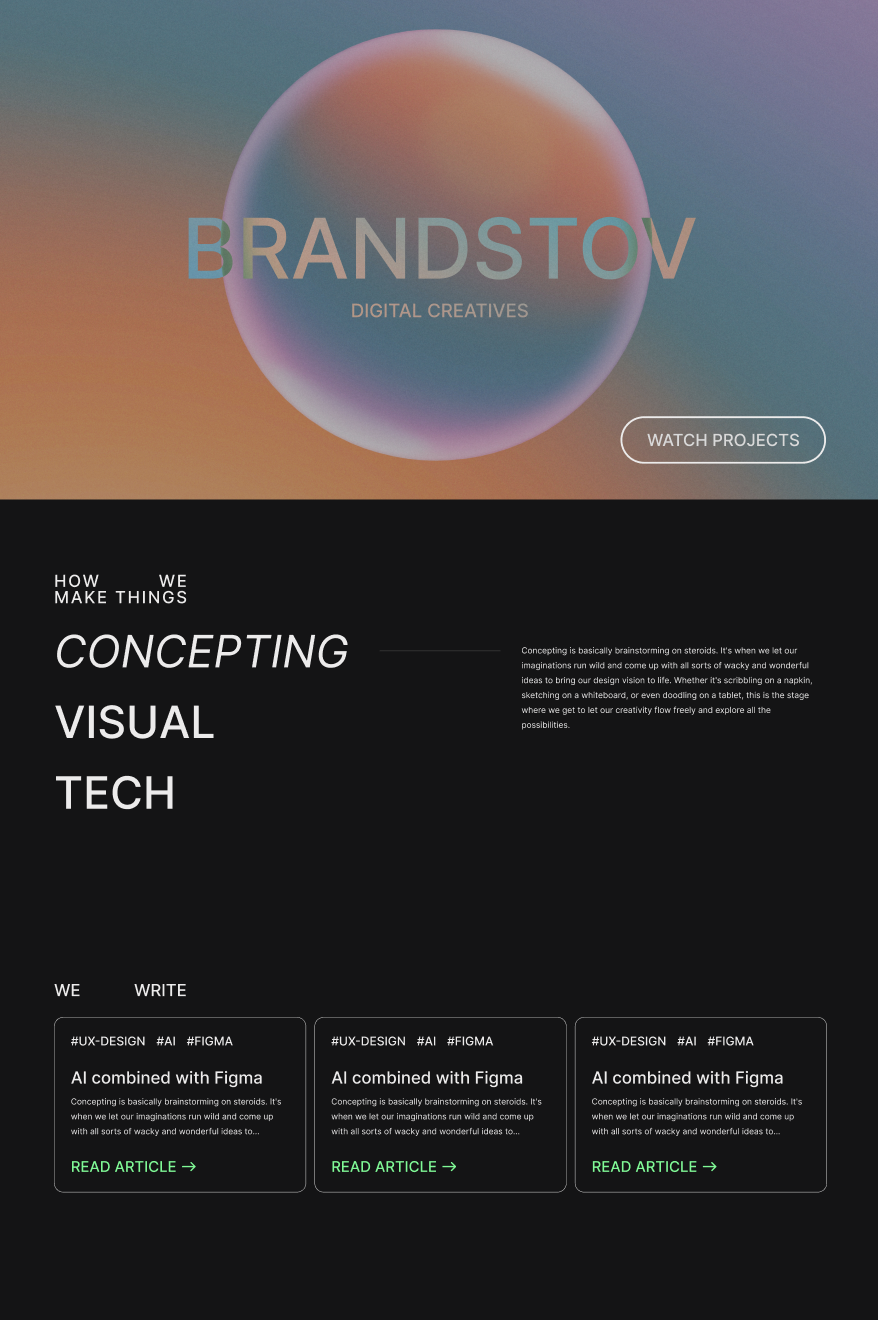 BRANDSTOV
DIGITAL CREATIVES
WATCH PROJECTS
HOW WE
MAKE THINGS
CONCEPTING
Concepting is basically brainstorming on steroids. It's when we let our
imaginations run wild and come up with all sorts of wacky and wonderful
ideas to bring our design vision to life. Whether it's scribbling on a napkin,
sketching on a whiteboard, or even doodling on a tablet, this is the stage
where we get to let our creativity flow freely and explore all the
possibilities.
VISUAL
TECH
WE WRITE
#UX-DESIGN #AI #FIGMA
AI combined with Figma
Concepting is basically brainstorming on steroids. It's
when we let our imaginations run wild and come up
with all sorts of wacky and wonderful ideas to...
READ ARTICLE →
#UX-DESIGN #AI #FIGMA
AI combined with Figma
Concepting is basically brainstorming on steroids. It's
when we let our imaginations run wild and come up
with all sorts of wacky and wonderful ideas to...
READ ARTICLE →
#UX-DESIGN #AI #FIGMA
AI combined with Figma
Concepting is basically brainstorming on steroids. It's
when we let our imaginations run wild and come up
with all sorts of wacky and wonderful ideas to...
READ ARTICLE →